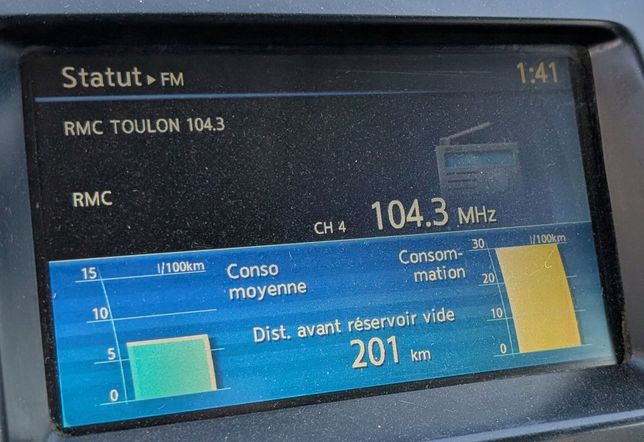 Statut▶FM 1:41
RMC TOULON 104.3
RMC
CH 4 104.3 MHz
15 l/100km Conso moyenne
10
5
0
Consom-
mation
30 l/100km
20
10
0
Dist. avant réservoir vide
201 km